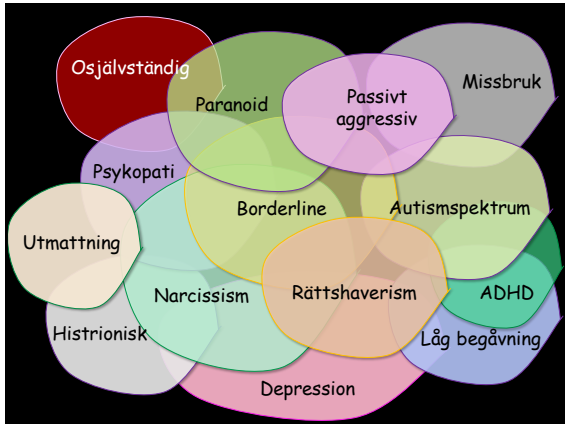 Osjälvständig
Missbruk
Paranoid
Passivt
aggressiv
Psykopati
Borderline
Autismspektrum
Utmattning
Narcissism
Rättshaverism
ADHD
Histrionisk
Låg begåvning
Depression